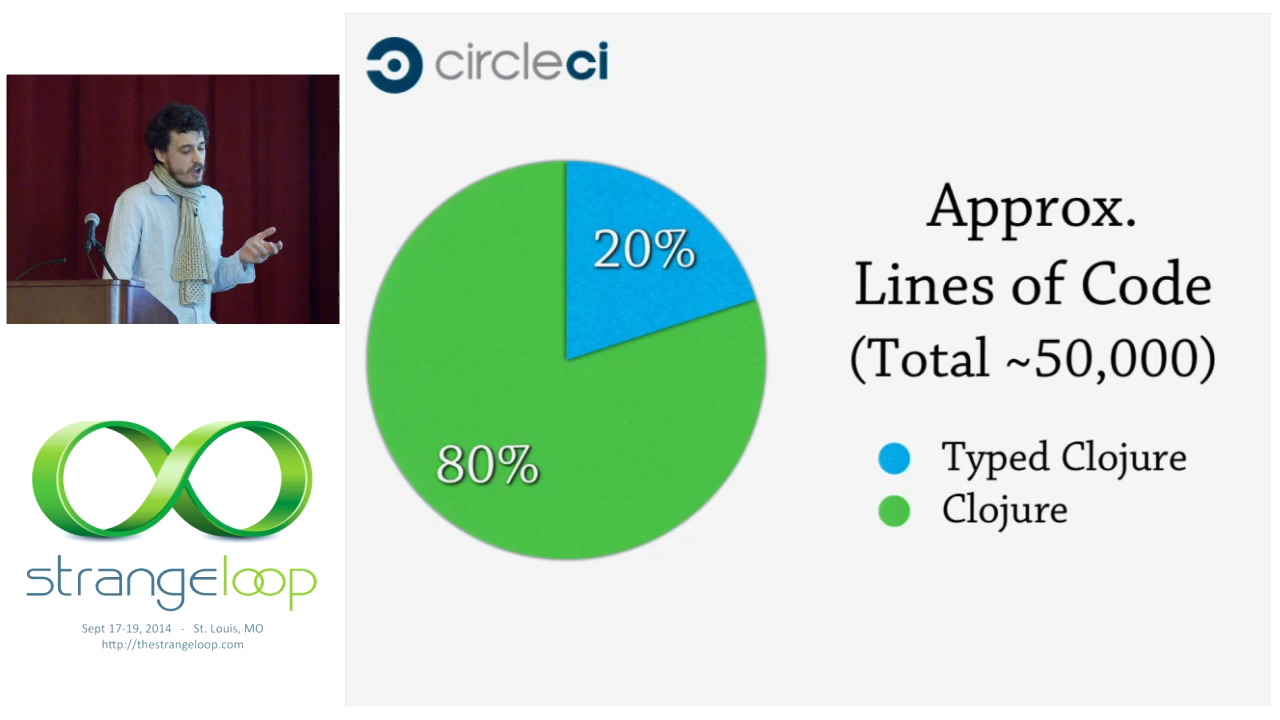 circleci
20%
80%
Approx.
Lines of Code
(Total ~50,000)
Typed Clojure
Clojure
strangeloop
Sept 17-19, 2014 - St. Louis, MO
http://thestrangeloop.com